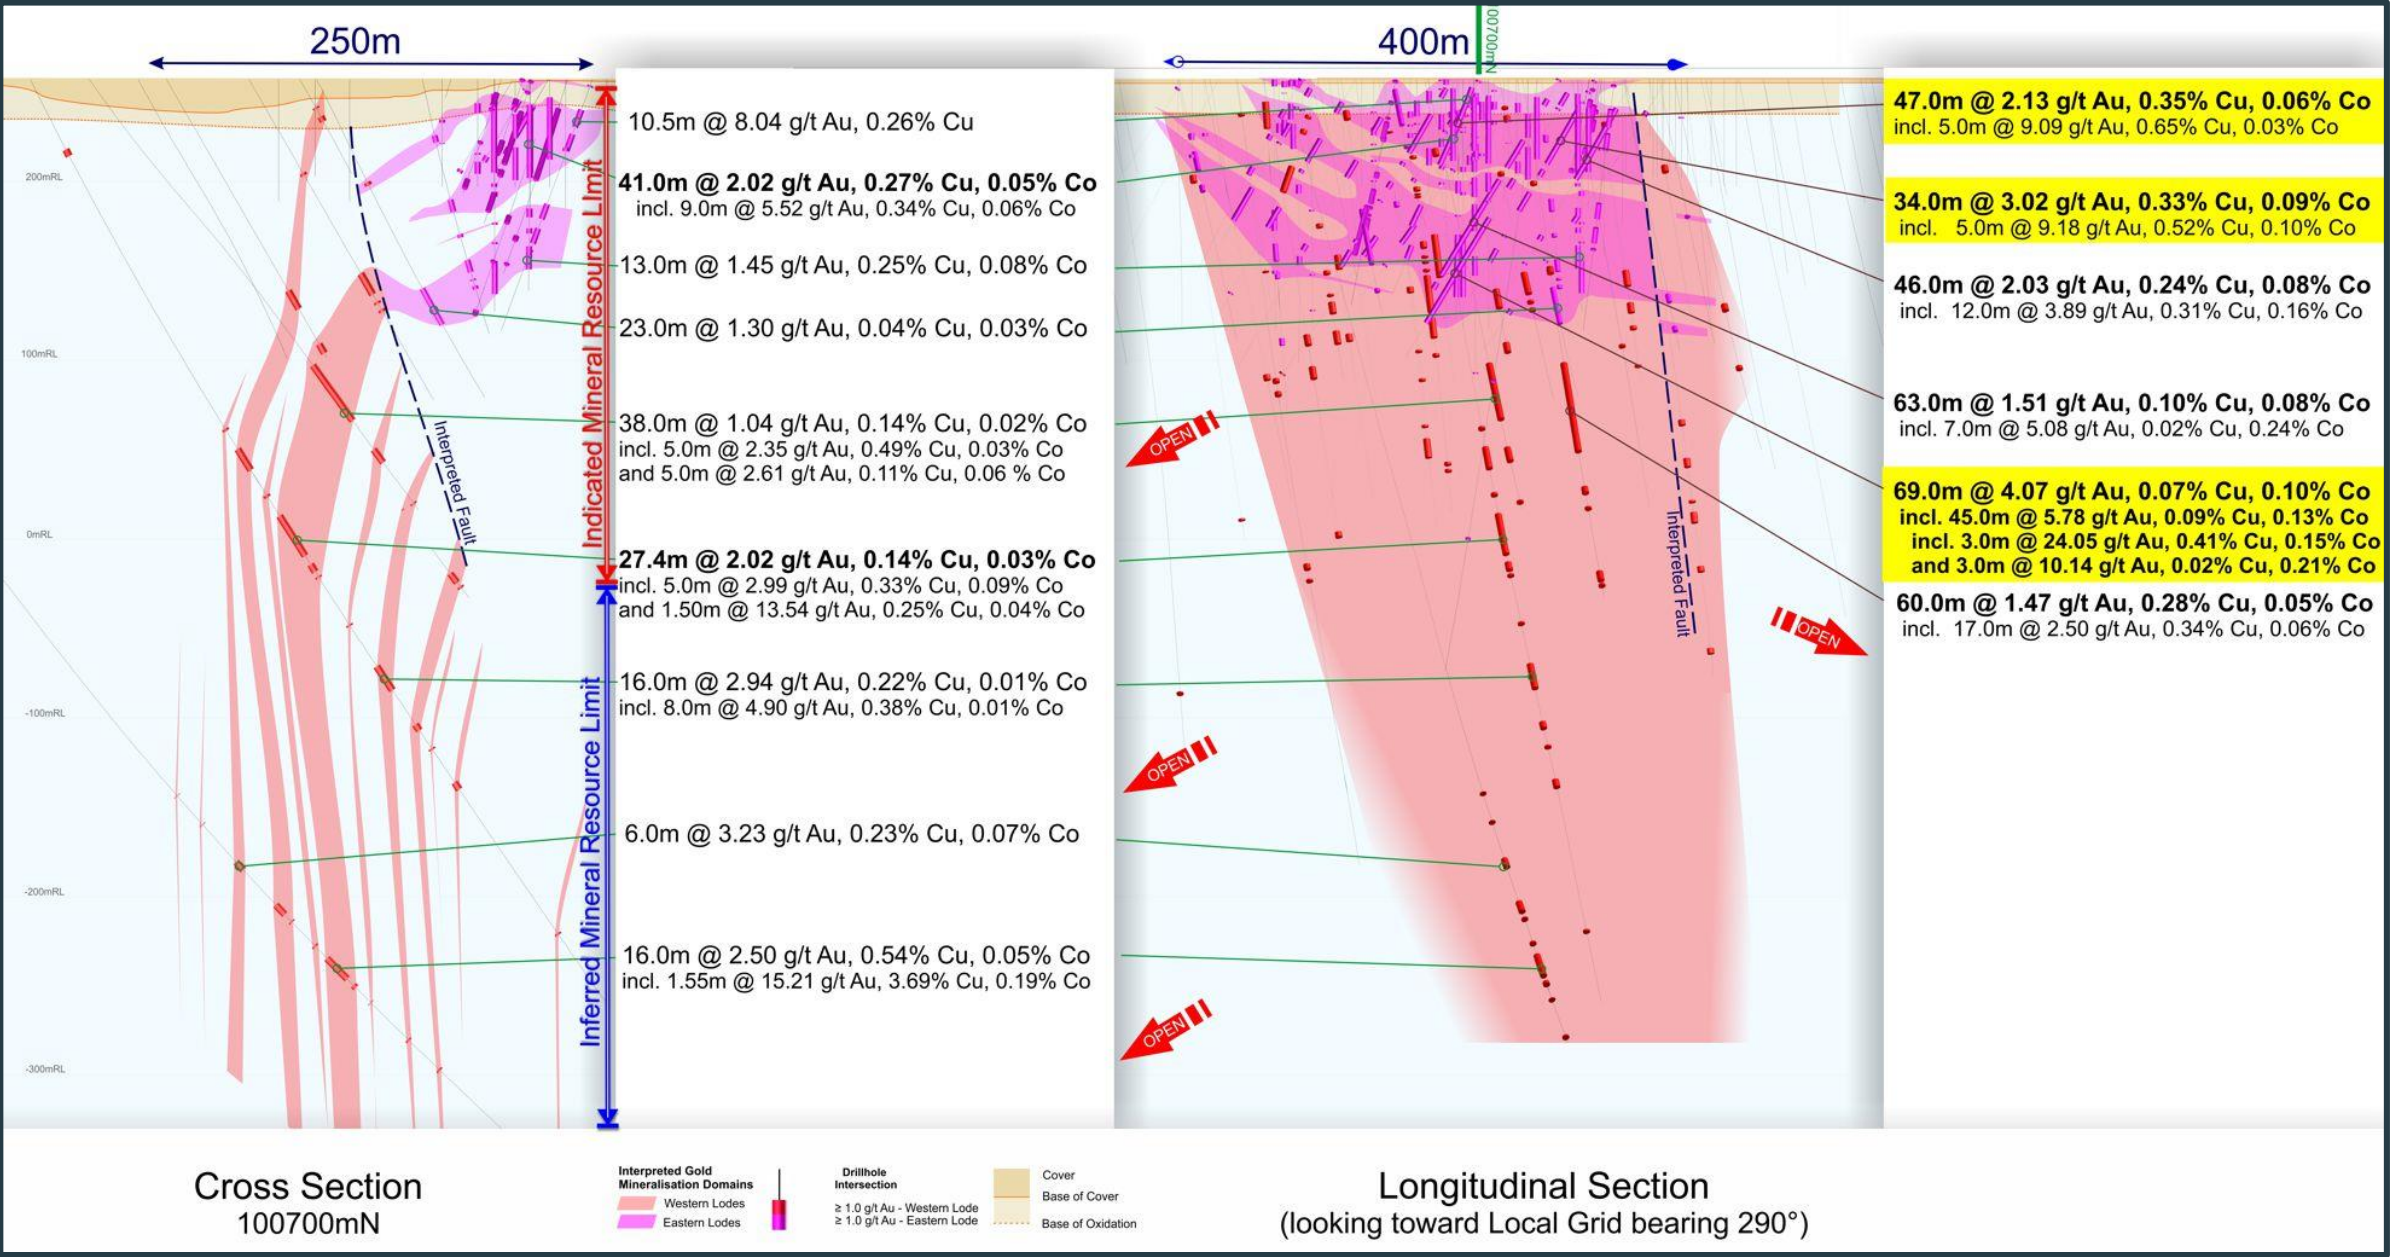 250m
200mRL
100mRL
0mRL
-100mRL
-200mRL
-300mRL
Interpreted Fault
Indicated Mineral Resource Limit
Inferred Mineral Resource Limit
10.5m @ 8.04 g/t Au, 0.26% Cu
41.0m @ 2.02 g/t Au, 0.27% Cu, 0.05% Co
incl. 9.0m @ 5.52 g/t Au, 0.34% Cu, 0.06% Co
13.0m @ 1.45 g/t Au, 0.25% Cu, 0.08% Co
23.0m @ 1.30 g/t Au, 0.04% Cu, 0.03% Co
38.0m @ 1.04 g/t Au, 0.14% Cu, 0.02% Co
incl. 5.0m @ 2.35 g/t Au, 0.49% Cu, 0.03% Co
and 5.0m @ 2.61 g/t Au, 0.11% Cu, 0.06 % Co
27.4m @ 2.02 g/t Au, 0.14% Cu, 0.03% Co
incl. 5.0m @ 2.99 g/t Au, 0.33% Cu, 0.09% Co
and 1.50m @ 13.54 g/t Au, 0.25% Cu, 0.04% Co
16.0m @ 2.94 g/t Au, 0.22% Cu, 0.01% Co
incl. 8.0m @ 4.90 g/t Au, 0.38% Cu, 0.01% Co
6.0m @ 3.23 g/t Au, 0.23% Cu, 0.07% Co
16.0m @ 2.50 g/t Au, 0.54% Cu, 0.05% Co
incl. 1.55m @ 15.21 g/t Au, 3.69% Cu, 0.19% Co
400m
00700mN
OPEN
OPEN
OPEN
Interpreted Fault
OPEN
47.0m @ 2.13 g/t Au, 0.35% Cu, 0.06% Co
incl. 5.0m @ 9.09 g/t Au, 0.65% Cu, 0.03% Co
34.0m @ 3.02 g/t Au, 0.33% Cu, 0.09% Co
incl. 5.0m @ 9.18 g/t Au, 0.52% Cu, 0.10% Co
46.0m @ 2.03 g/t Au, 0.24% Cu, 0.08% Co
incl. 12.0m @ 3.89 g/t Au, 0.31% Cu, 0.16% Co
63.0m @ 1.51 g/t Au, 0.10% Cu, 0.08% Co
incl. 7.0m @ 5.08 g/t Au, 0.02% Cu, 0.24% Co
69.0m @ 4.07 g/t Au, 0.07% Cu, 0.10% Co
incl. 45.0m @ 5.78 g/t Au, 0.09% Cu, 0.13% Co
incl. 3.0m @ 24.05 g/t Au, 0.41% Cu, 0.15% Co
and 3.0m @ 10.14 g/t Au, 0.02% Cu, 0.21% Co
60.0m @ 1.47 g/t Au, 0.28% Cu, 0.05% Co
incl. 17.0m @ 2.50 g/t Au, 0.34% Cu, 0.06% Co
Cross Section
100700mN
Interpreted Gold
Mineralisation Domains
Western Lodes
Eastern Lodes
Drillhole
Intersection
≥ 1.0 g/t Au - Western Lode
≥ 1.0 g/t Au - Eastern Lode
Cover
Base of Cover
Base of Oxidation
Longitudinal Section
(looking toward Local Grid bearing 290°)